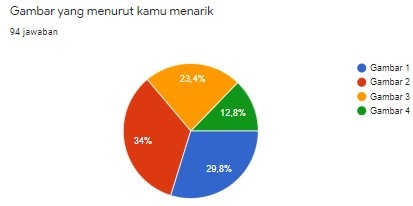 Gambar yang menurut kamu menarik
94 jawaban
23,4%
12,8%
34%
29,8%
Gambar 1
Gambar 2
Gambar 3
Gambar 4